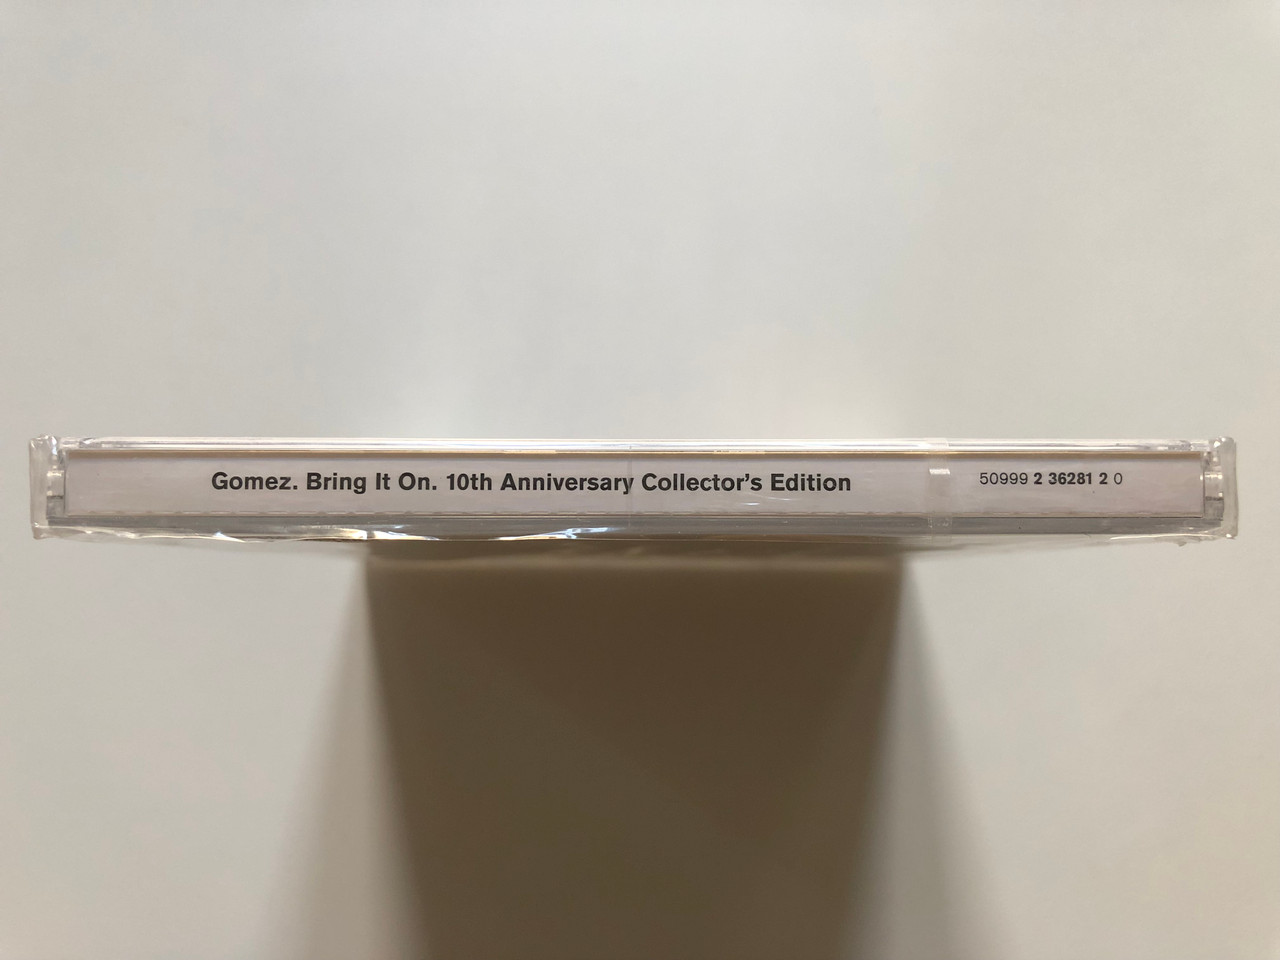 Gomez. Bring It On. 10th Anniversary Collector's Edition 50999 2 36281 2 0